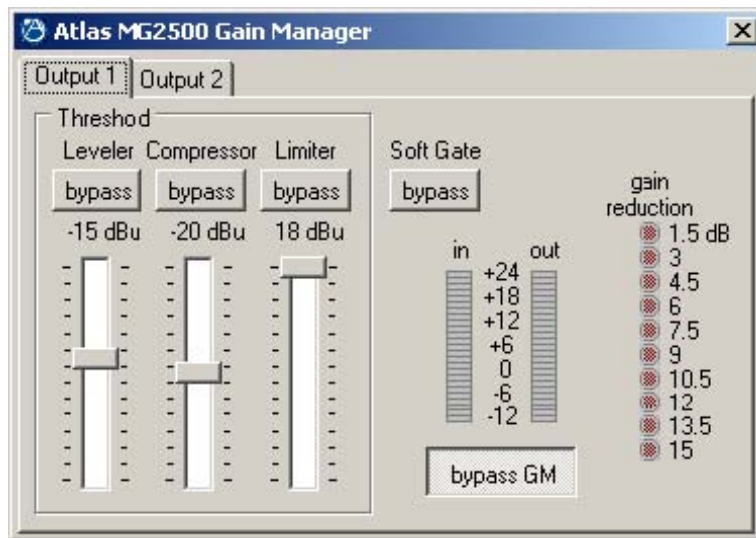 Atlas MG2500 Gain Manager
Output 1 Output 2
Threshod
Leveler Compressor Limiter Soft Gate
bypass bypass bypass bypass
-15 dBu -20 dBu 18 dBu
gain
reduction
in out
+24
+18
+12
+6
0
-6
-12
1.5 dB
3
4.5
6
7.5
9
10.5
12
13.5
15
bypass GM